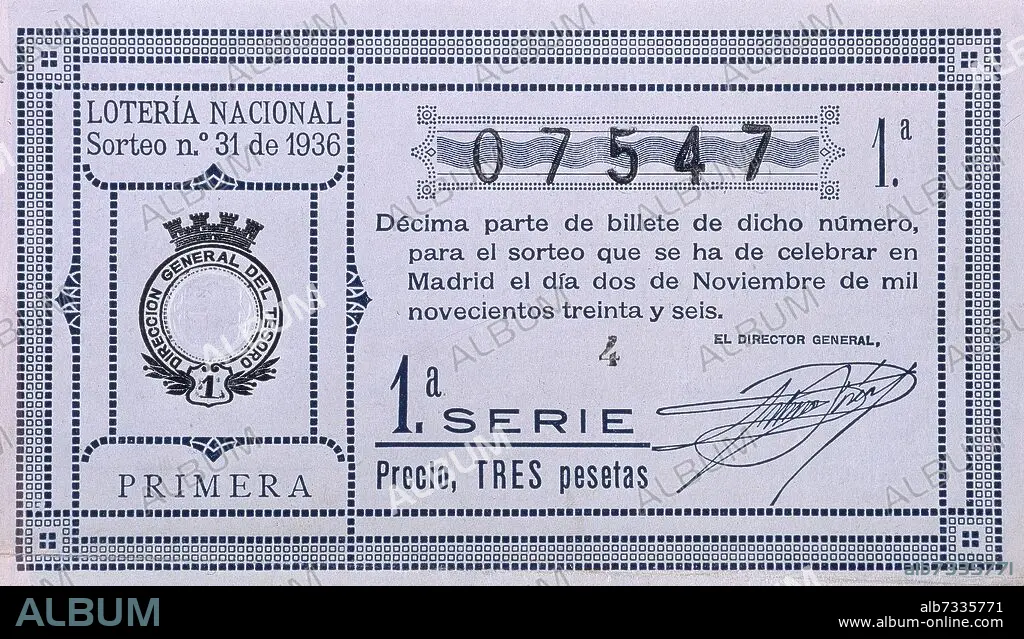 LOTERÍA NACIONAL
Sorteo n.º 31 de 1936
DIRECCION GENERAL DEL TESORO
1
PRIMERA
07547
1.ª
Décima parte de billete de dicho número,
para el sorteo que se ha de celebrar en
Madrid el día dos de Noviembre de mil
novecientos treinta y seis.
EL DIRECTOR GENERAL,
4
1.ª SERIE
Precio, TRES pesetas
alb7335771
ALBUM
alb7335771
www.album-online.com